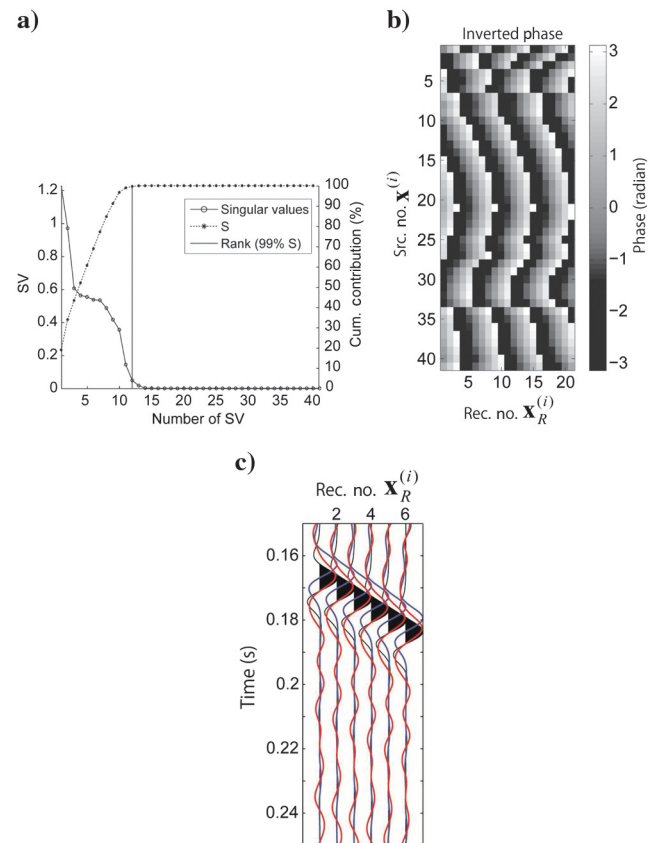 a)
1.2
1
0.8
0.6
0.4
0.2
0
SV
5 10 15 20 25 30 35 40
Number of SV
100
90
80
70
60
50
40
30
20
10
0
Cum. contribution (%)
Singular values
S
Rank (99% S)
b)
Inverted phase
5
10
15
20
25
30
35
40
Src. no. x^(i)
5 10 15 20
Rec. no. x_R^(i)
3
2
1
0
−1
−2
−3
Phase (radian)
c)
Rec. no. x_R^(i)
2 4 6
0.16
0.18
0.2
0.22
0.24
Time (s)